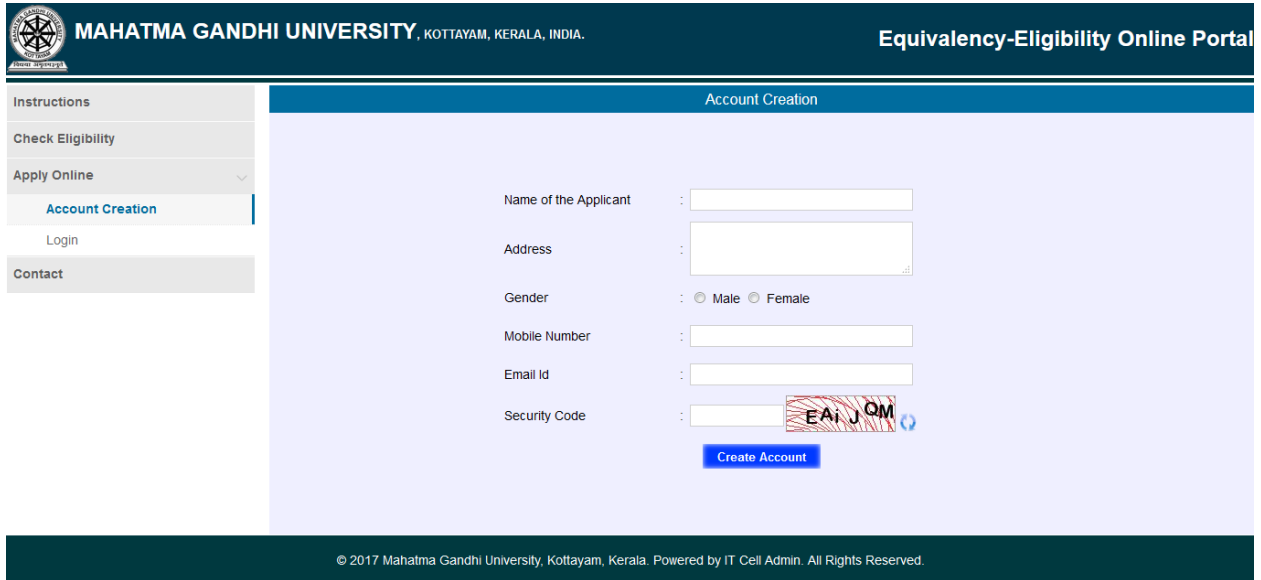 MAHATMA GANDHI UNIVERSITY, KOTTAYAM, KERALA, INDIA.
Equivalency-Eligibility Online Portal
Instructions
Check Eligibility
Apply Online
Account Creation
Login
Contact
Account Creation
Name of the Applicant :
Address :
Gender : Male Female
Mobile Number :
Email Id :
Security Code : EAi J QM
Create Account
© 2017 Mahatma Gandhi University, Kottayam, Kerala. Powered by IT Cell Admin. All Rights Reserved.